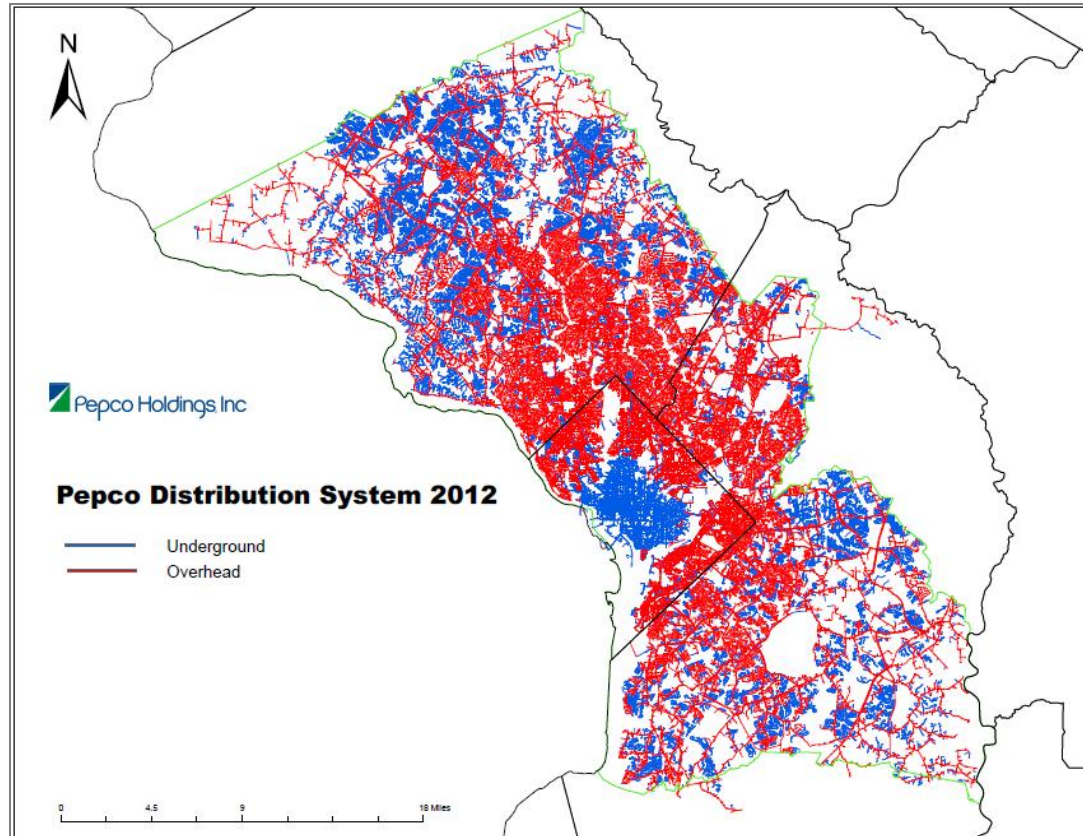 N
Pepco Holdings, Inc
Pepco Distribution System 2012
Underground
Overhead
0 4.5 9 18 Miles